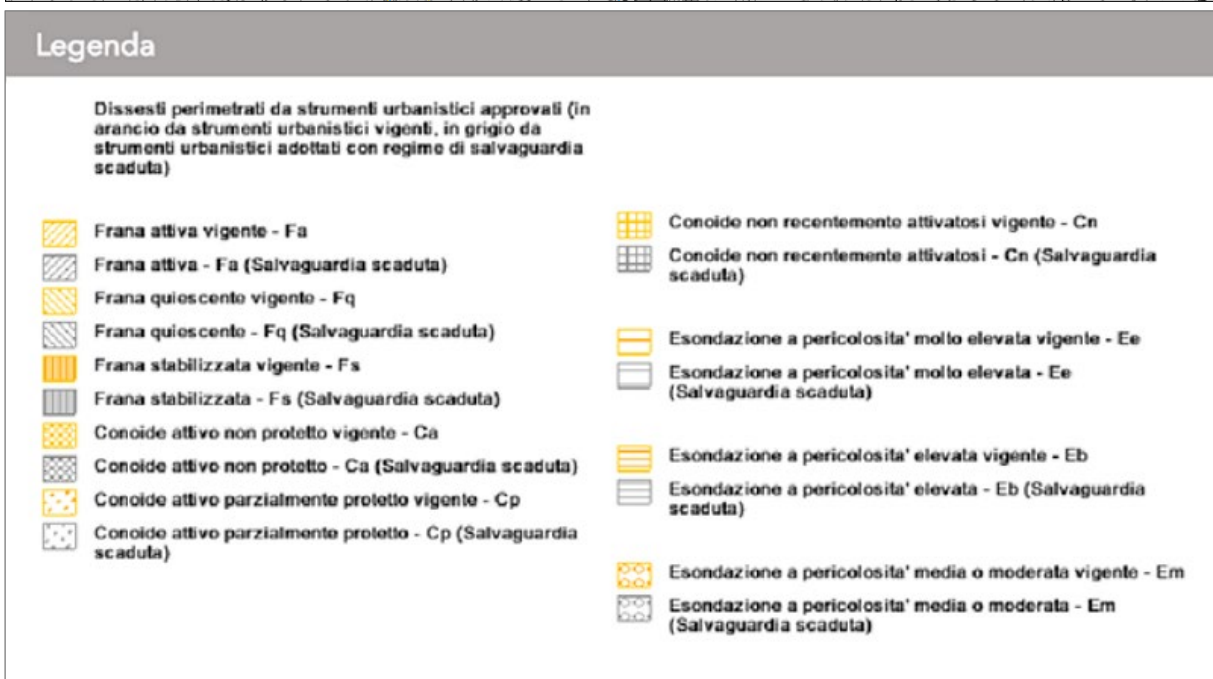 Legenda
Dissesti perimetrati da strumenti urbanistici approvati (in
arancio da strumenti urbanistici vigenti, in grigio da
strumenti urbanistici adottati con regime di salvaguardia
scaduta)
Frana attiva vigente - Fa
Frana attiva - Fa (Salvaguardia scaduta)
Frana quiescente vigente - Fq
Frana quiescente - Fq (Salvaguardia scaduta)
Frana stabilizzata vigente - Fs
Frana stabilizzata - Fs (Salvaguardia scaduta)
Conoide attivo non protetto vigente - Ca
Conoide attivo non protetto - Ca (Salvaguardia scaduta)
Conoide attivo parzialmente protetto vigente - Cp
Conoide attivo parzialmente protetto - Cp (Salvaguardia
scaduta)
Conoide non recentemente attivatosi vigente - Cn
Conoide non recentemente attivatosi - Cn (Salvaguardia
scaduta)
Esondazione a pericolosita' molto elevata vigente - Ee
Esondazione a pericolosita' molto elevata - Ee
(Salvaguardia scaduta)
Esondazione a pericolosita' elevata vigente - Eb
Esondazione a pericolosita' elevata - Eb (Salvaguardia
scaduta)
Esondazione a pericolosita' media o moderata vigente - Em
Esondazione a pericolosita' media o moderata - Em
(Salvaguardia scaduta)